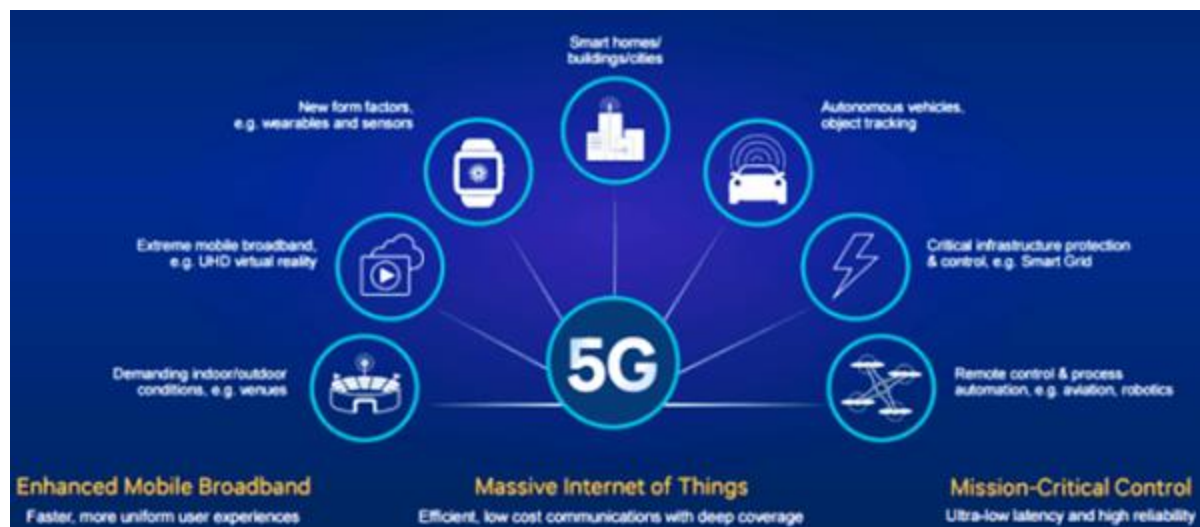 Smart homes/
buildings/cities
New form factors,
e.g. wearables and sensors
Autonomous vehicles,
object tracking
Extreme mobile broadband,
e.g. UHD virtual reality
Critical infrastructure protection
& control, e.g. Smart Grid
5G
Demanding indoor/outdoor
conditions, e.g. venues
Remote control & process
automation, e.g. aviation, robotics
Enhanced Mobile Broadband
Faster, more uniform user experiences
Massive Internet of Things
Efficient, low cost communications with deep coverage
Mission-Critical Control
Ultra-low latency and high reliability